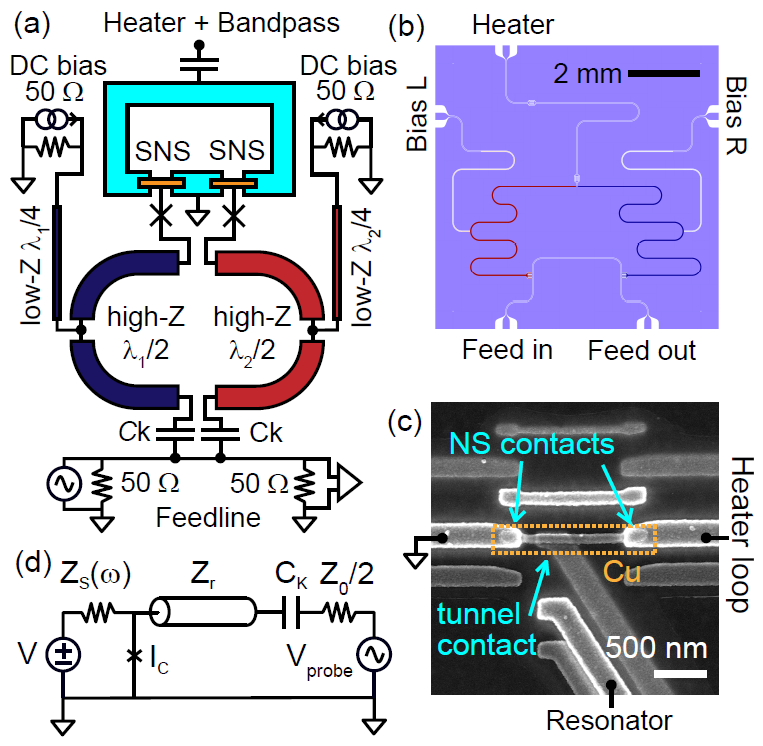 (a)
Heater + Bandpass
DC bias
50 Ω
DC bias
50 Ω
SNS
SNS
low-Z λ1/4
low-Z λ2/4
high-Z
λ1/2
high-Z
λ2/2
Ck
Ck
50 Ω
50 Ω
Feedline
(b)
Heater
2 mm
Bias L
Bias R
Feed in
Feed out
(c)
NS contacts
Cu
tunnel
contact
Heater
loop
500 nm
Resonator
(d)
ZS(ω)
Zr
CK
Z0/2
V
IC
Vprobe